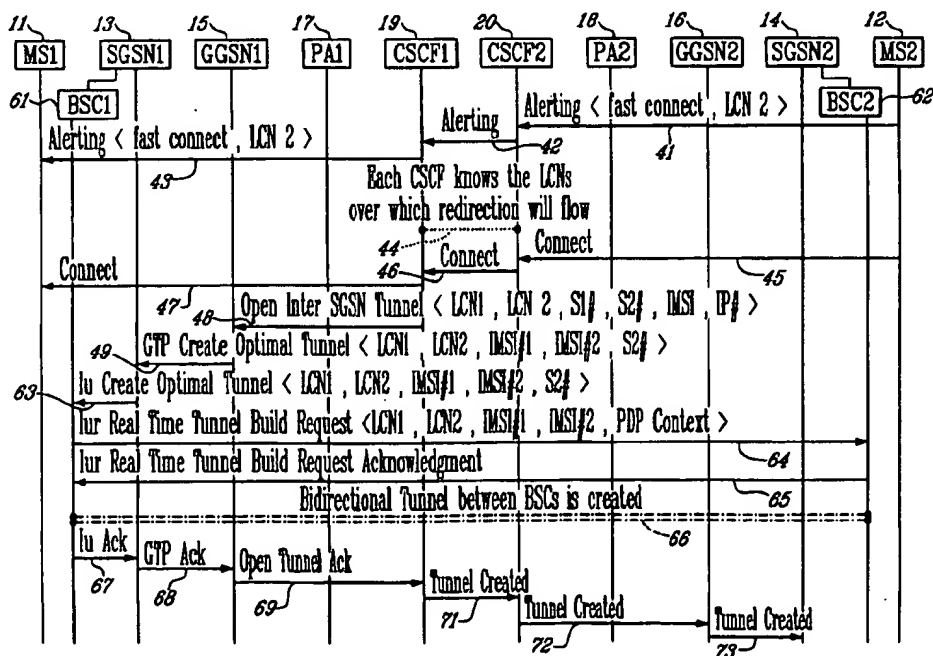 11 13 15 17 19 20 18 16 14 12
MS1 SGSN1 GGSN1 PA1 CSCF1 CSCF2 PA2 GGSN2 SGSN2 MS2
61 BSC1 BSC2 62
Alerting < fast connect , LCN 2 >
Alerting
41
42
Alerting < fast connect , LCN 2 >
43
Each CSCF knows the LCNs
over which redirection will flow
44
Connect
45
Connect
46
Connect
47
Open Inter SGSN Tunnel < LCN1 , LCN 2 , S1# , S2# , IMSI , IP# >
48
GTP Create Optimal Tunnel < LCN1 , LCN2 , IMSI#1 , IMSI#2 , S2# >
49
Iu Create Optimal Tunnel < LCN1 , LCN2 , IMSI#1 , IMSI#2 , S2# >
63
Iur Real Time Tunnel Build Request <LCN1 , LCN2 , IMSI#1 , IMSI#2 , PDP Context >
64
Iur Real Time Tunnel Build Request Acknowledgment
65
Bidirectional Tunnel between BSCs is created
66
Iu Ack
67
GTP Ack
68
Open Tunnel Ack
69
Tunnel Created
71
Tunnel Created
72
Tunnel Created
73